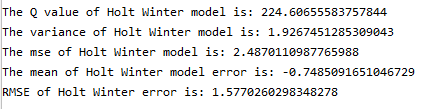 The Q value of Holt Winter model is: 224.60655583757844
The variance of Holt Winter model is: 1.9267451285309043
The mse of Holt Winter model is: 2.4870110987765988
The mean of Holt Winter model error is: -0.7485091651046729
RMSE of Holt Winter error is: 1.5770260298348278